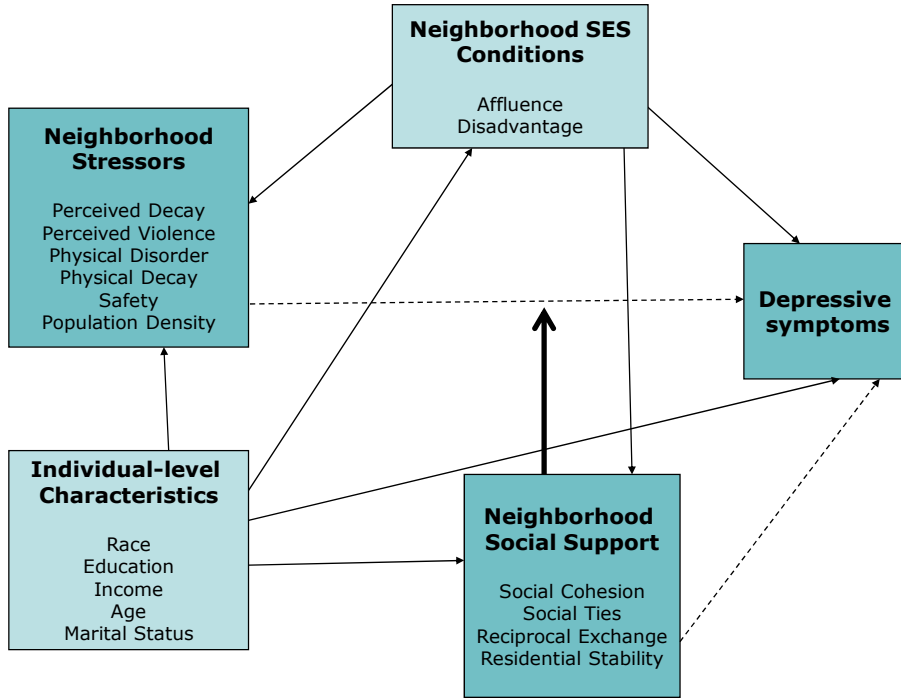 Neighborhood SES
Conditions
Affluence
Disadvantage
Neighborhood
Stressors
Perceived Decay
Perceived Violence
Physical Disorder
Physical Decay
Safety
Population Density
Depressive
symptoms
Individual-level
Characteristics
Race
Education
Income
Age
Marital Status
Neighborhood
Social Support
Social Cohesion
Social Ties
Reciprocal Exchange
Residential Stability